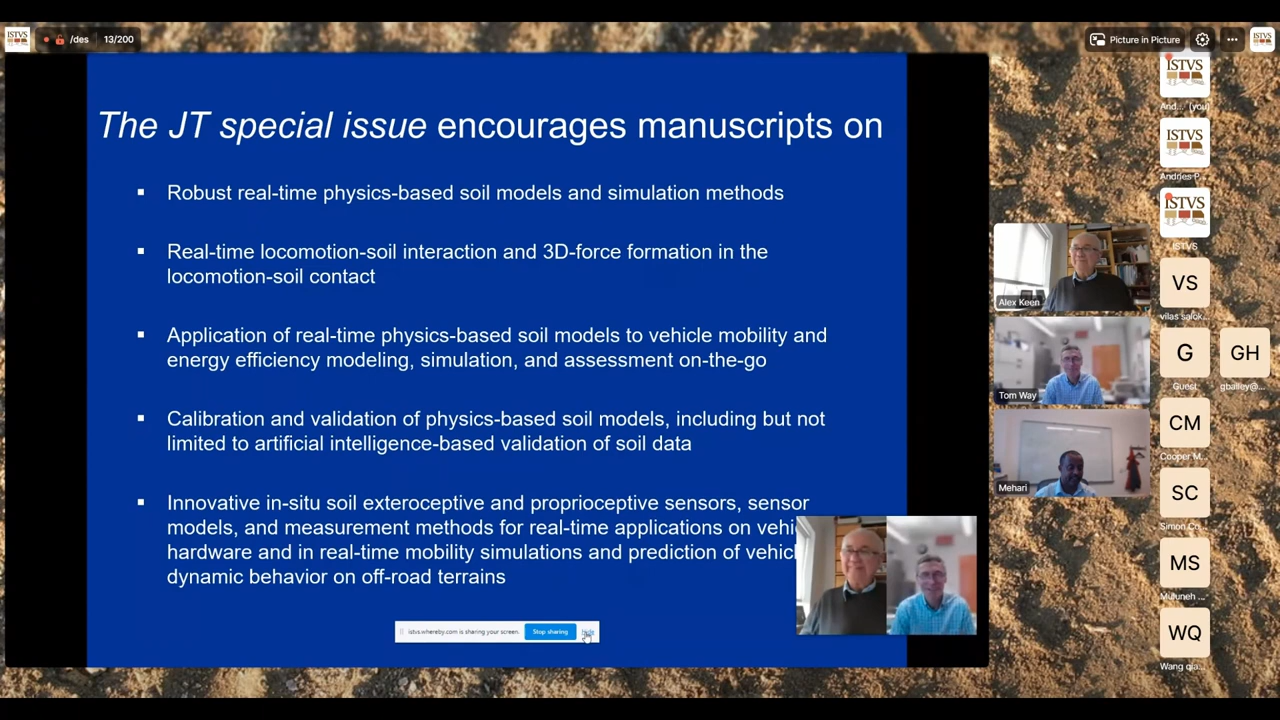 ISTVS
/des
13/200
Picture in Picture
ISTVS
The JT special issue encourages manuscripts on
Robust real-time physics-based soil models and simulation methods
Real-time locomotion-soil interaction and 3D-force formation in the
locomotion-soil contact
Application of real-time physics-based soil models to vehicle mobility and
energy efficiency modeling, simulation, and assessment on-the-go
Calibration and validation of physics-based soil models, including but not
limited to artificial intelligence-based validation of soil data
Innovative in-situ soil exteroceptive and proprioceptive sensors, sensor
models, and measurement methods for real-time applications on vehi
hardware and in real-time mobility simulations and prediction of vehicl
dynamic behavior on off-road terrains
istvs.whereby.com is sharing your screen.
Stop sharing
Hide
Alex Keen
Tom Way
Mehari
ISTVS
And... (you)
ISTVS
Andries P...
ISTVS
ISTVS
VS
vilas salok...
G
Guest
GH
gbailey@...
CM
Cooper M...
SC
Simon Co...
MS
Muluneh ...
WQ
Wang qia...